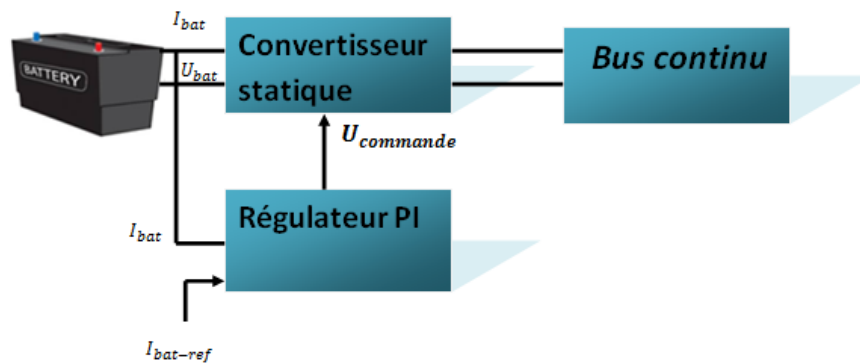 I_bat
Convertisseur
statique
Bus continu
BATTERY
U_bat
U_commande
Régulateur PI
I_bat
I_bat-ref